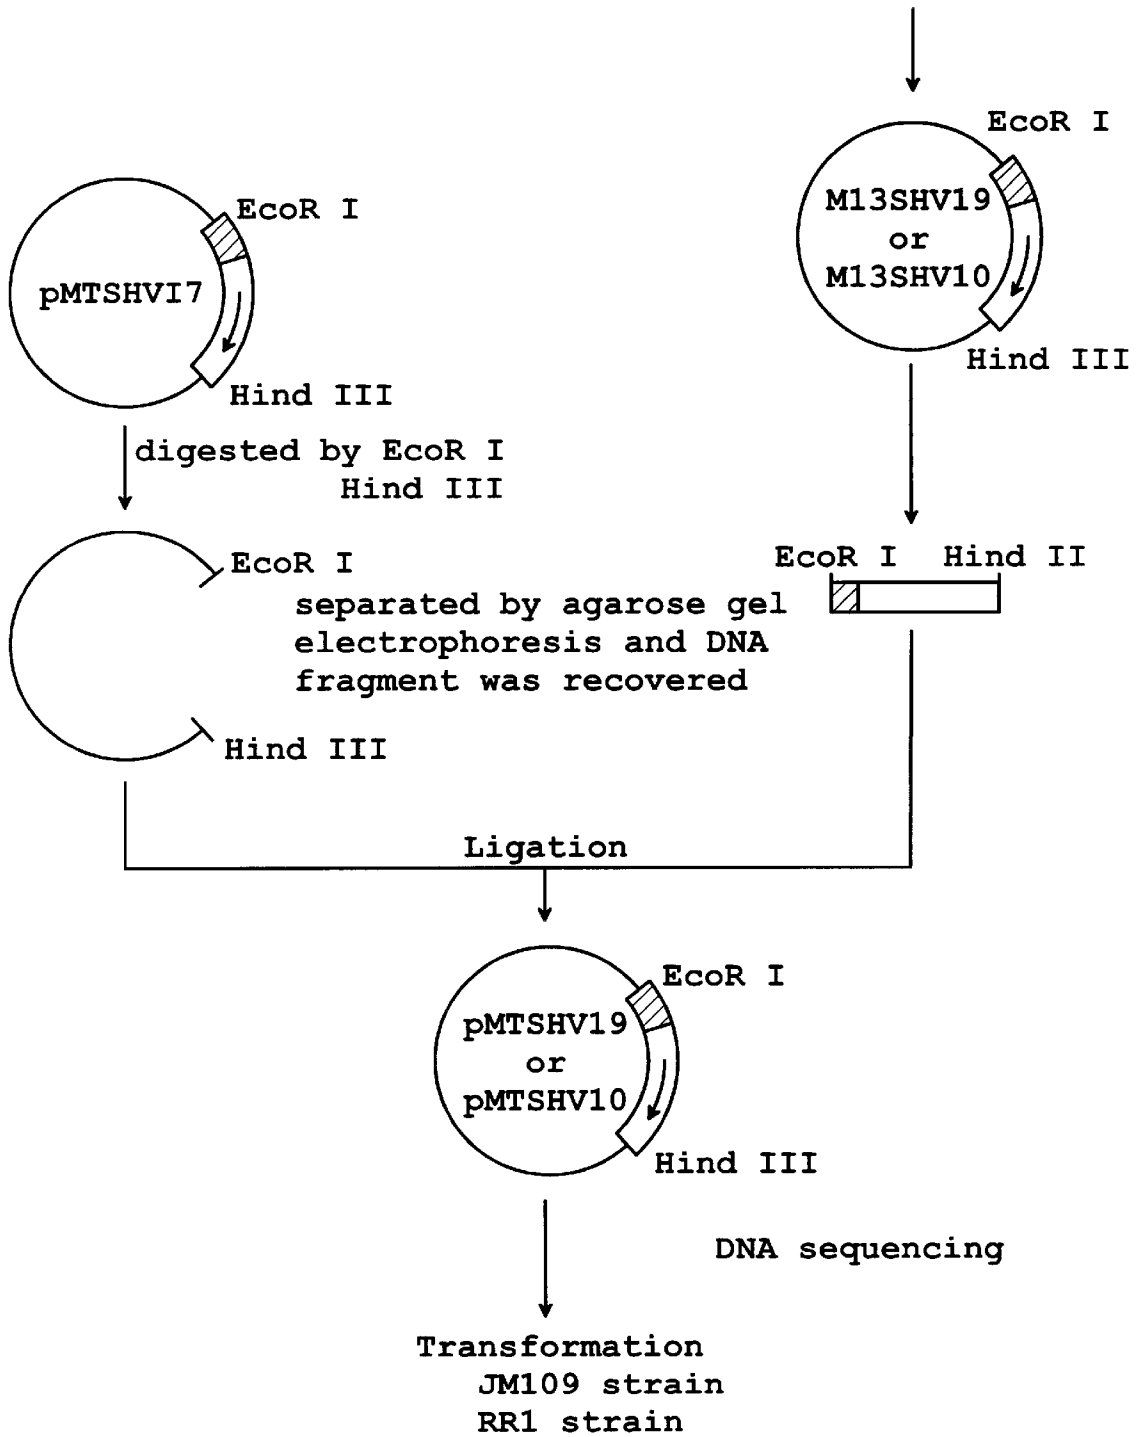 EcoR I
M13SHV19
or
M13SHV10
Hind III
EcoR I
pMTSHVI7
Hind III
digested by EcoR I
Hind III
EcoR I
Hind III
EcoR I Hind II
separated by agarose gel
electrophoresis and DNA
fragment was recovered
Ligation
EcoR I
pMTSHV19
or
pMTSHV10
Hind III
DNA sequencing
Transformation
JM109 strain
RR1 strain